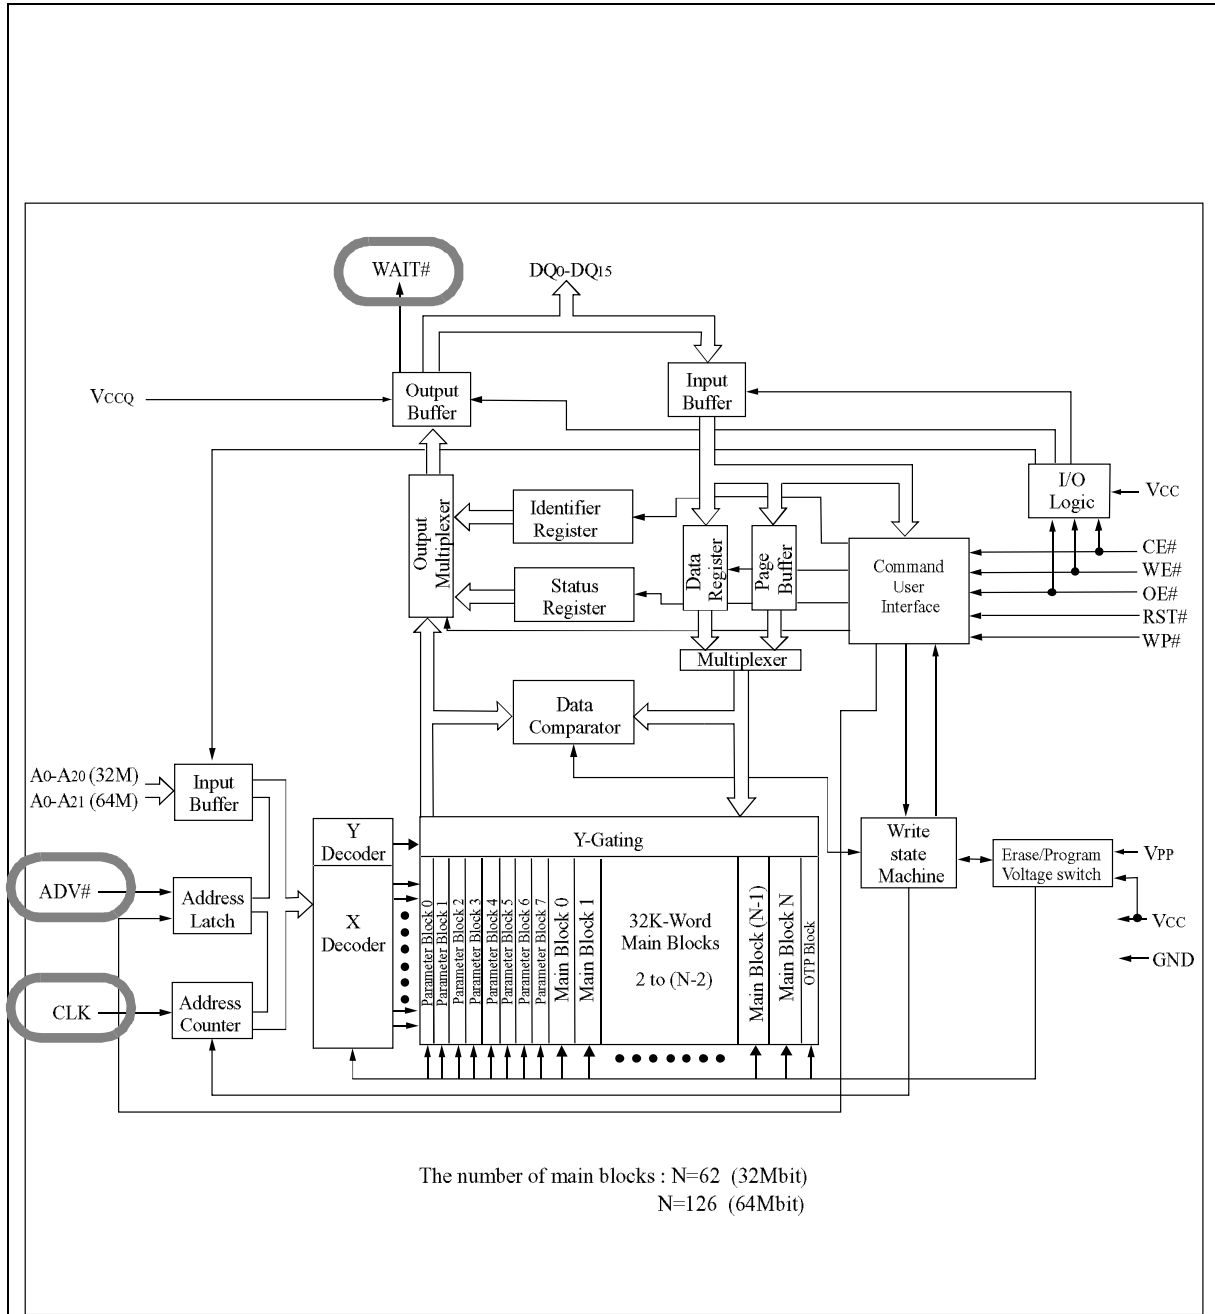 WAIT#
DQ0-DQ15
VCCQ
Output
Buffer
Input
Buffer
I/O
Logic
VCC
Output
Multiplexer
Identifier
Register
Status
Register
Data
Register
Page
Buffer
Command
User
Interface
CE#
WE#
OE#
RST#
WP#
Multiplexer
Data
Comparator
A0-A20 (32M)
A0-A21 (64M)
Input
Buffer
Y
Decoder
X
Decoder
Y-Gating
Write
state
Machine
Erase/Program
Voltage switch
VPP
VCC
GND
ADV#
Address
Latch
CLK
Address
Counter
Parameter Block 0
Parameter Block 1
Parameter Block 2
Parameter Block 3
Parameter Block 4
Parameter Block 5
Parameter Block 6
Parameter Block 7
Main Block 0
Main Block 1
32K-Word
Main Blocks
2 to (N-2)
Main Block (N-1)
Main Block N
OTP Block
The number of main blocks : N=62 (32Mbit)
N=126 (64Mbit)